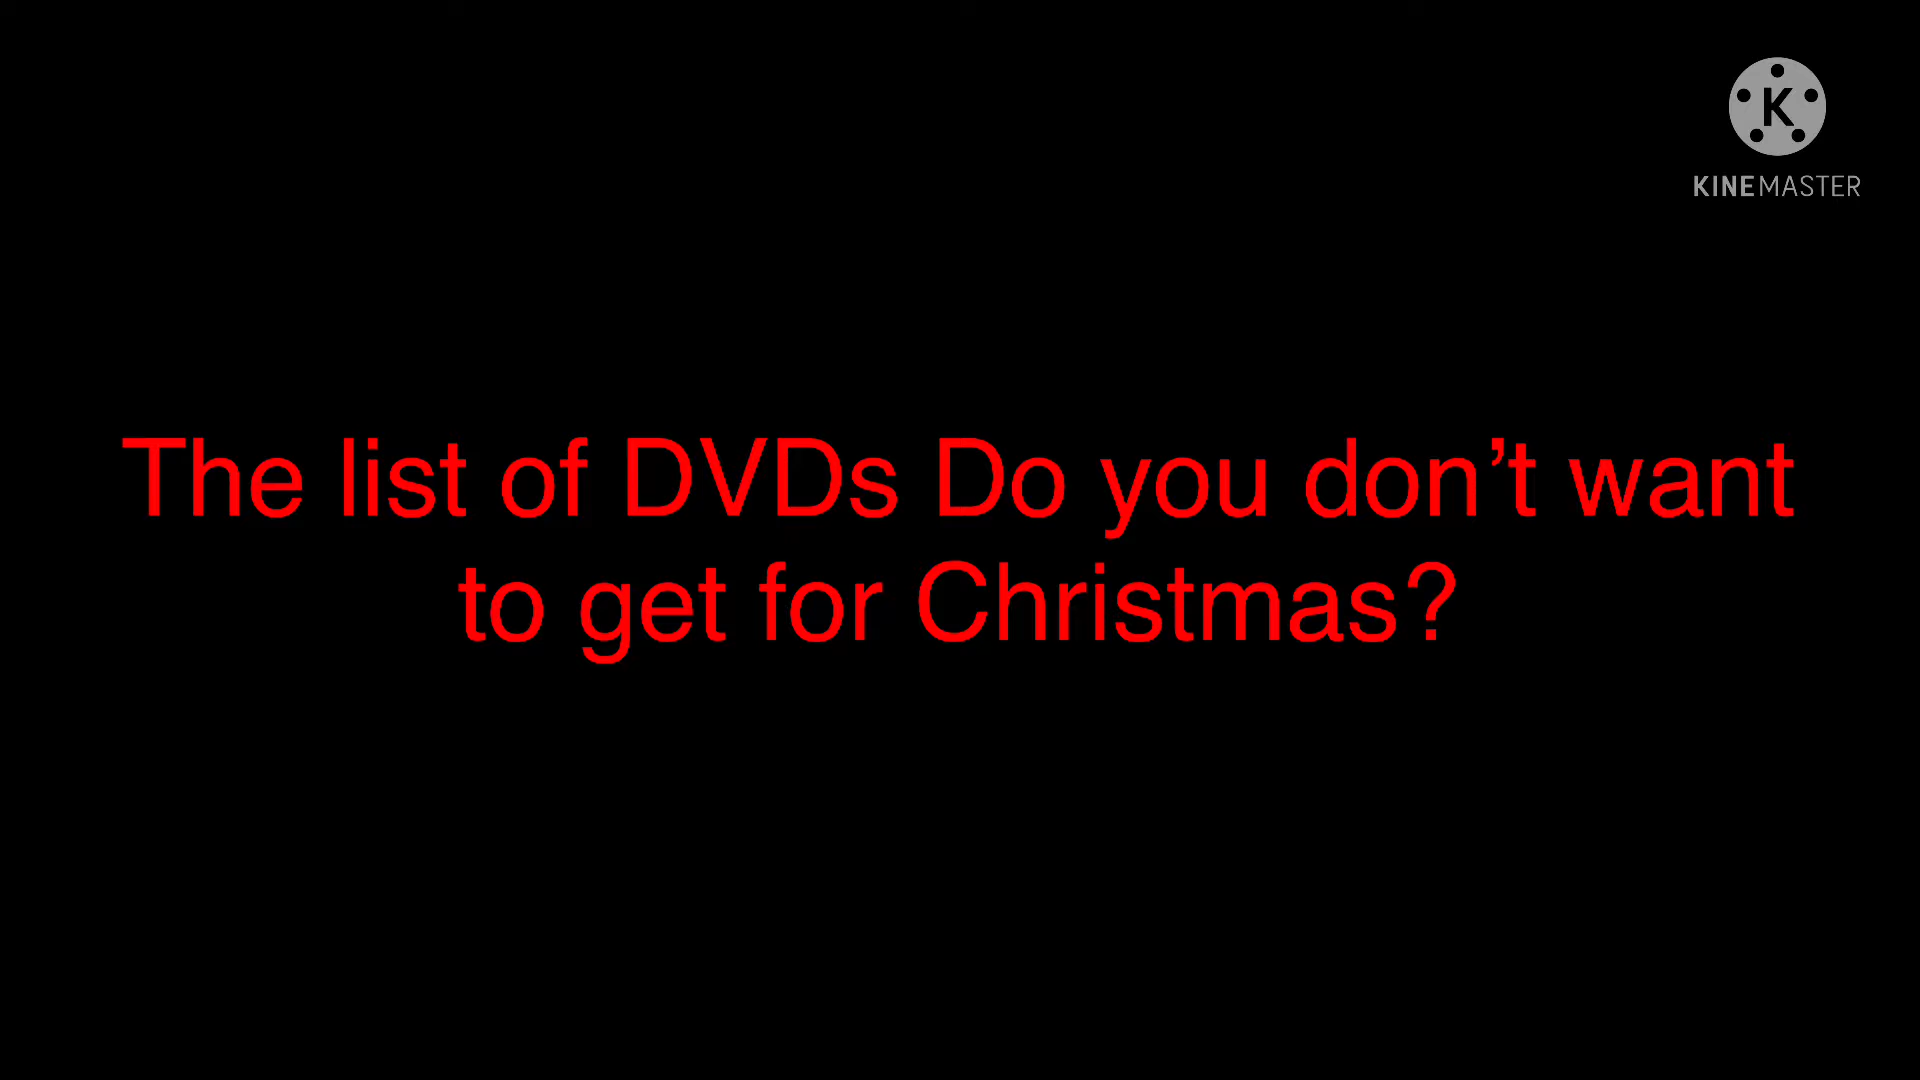 K
KINEMASTER
The list of DVDs Do you don’t want
to get for Christmas?